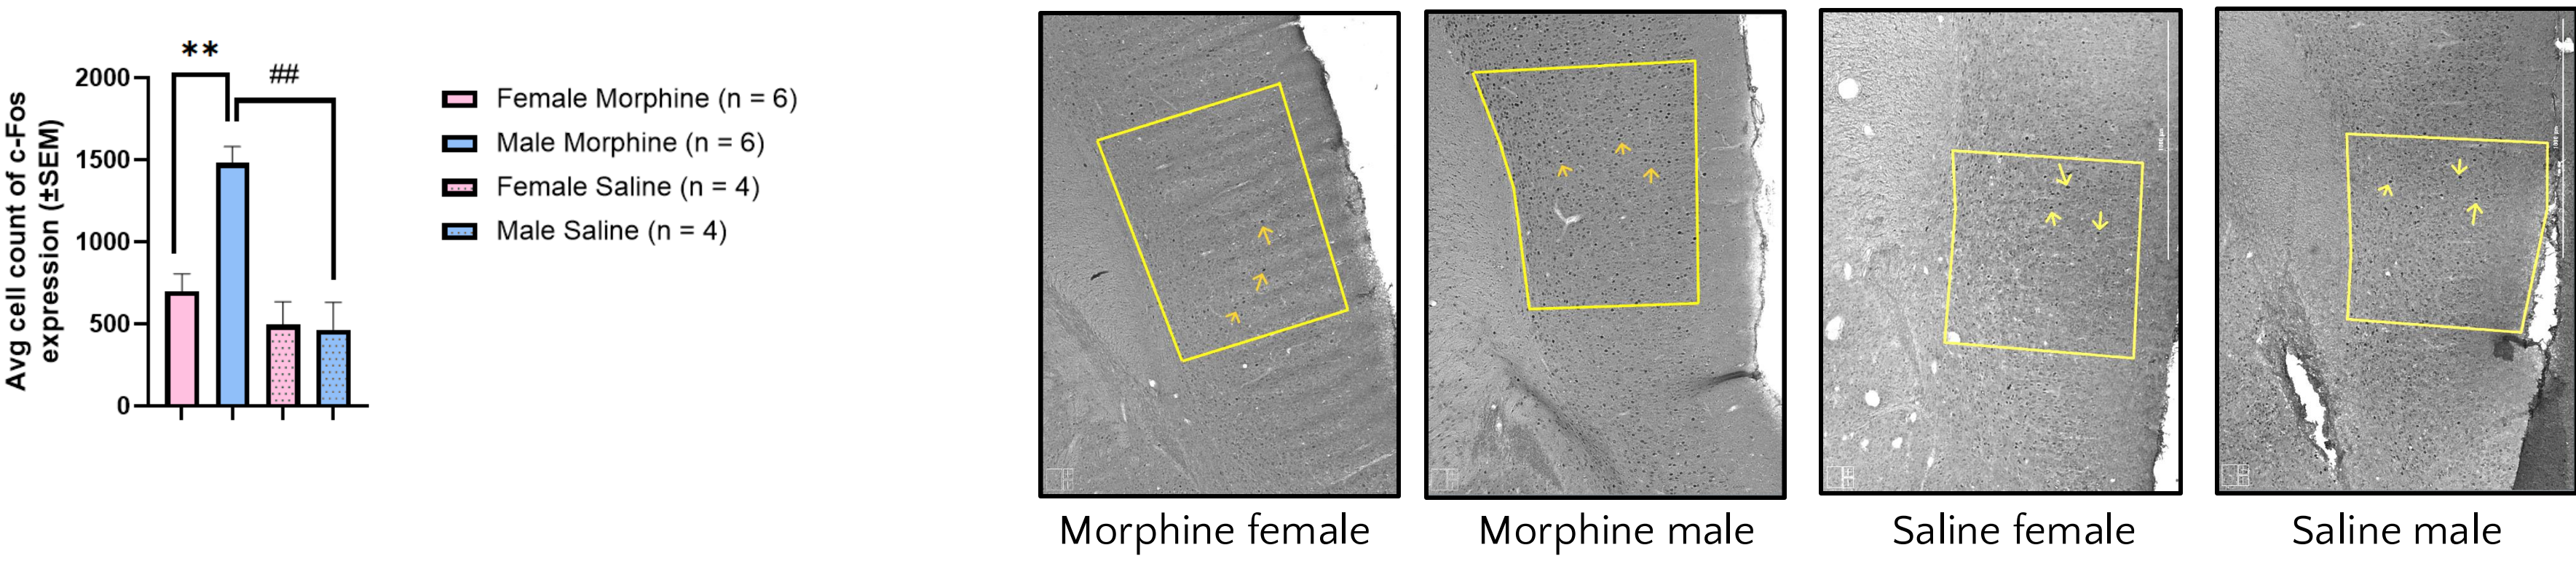 **
##
Avg cell count of c-Fos
expression (±SEM)
2000
1500
1000
500
0
Female Morphine (n = 6)
Male Morphine (n = 6)
Female Saline (n = 4)
Male Saline (n = 4)
Morphine female
Morphine male
Saline female
Saline male